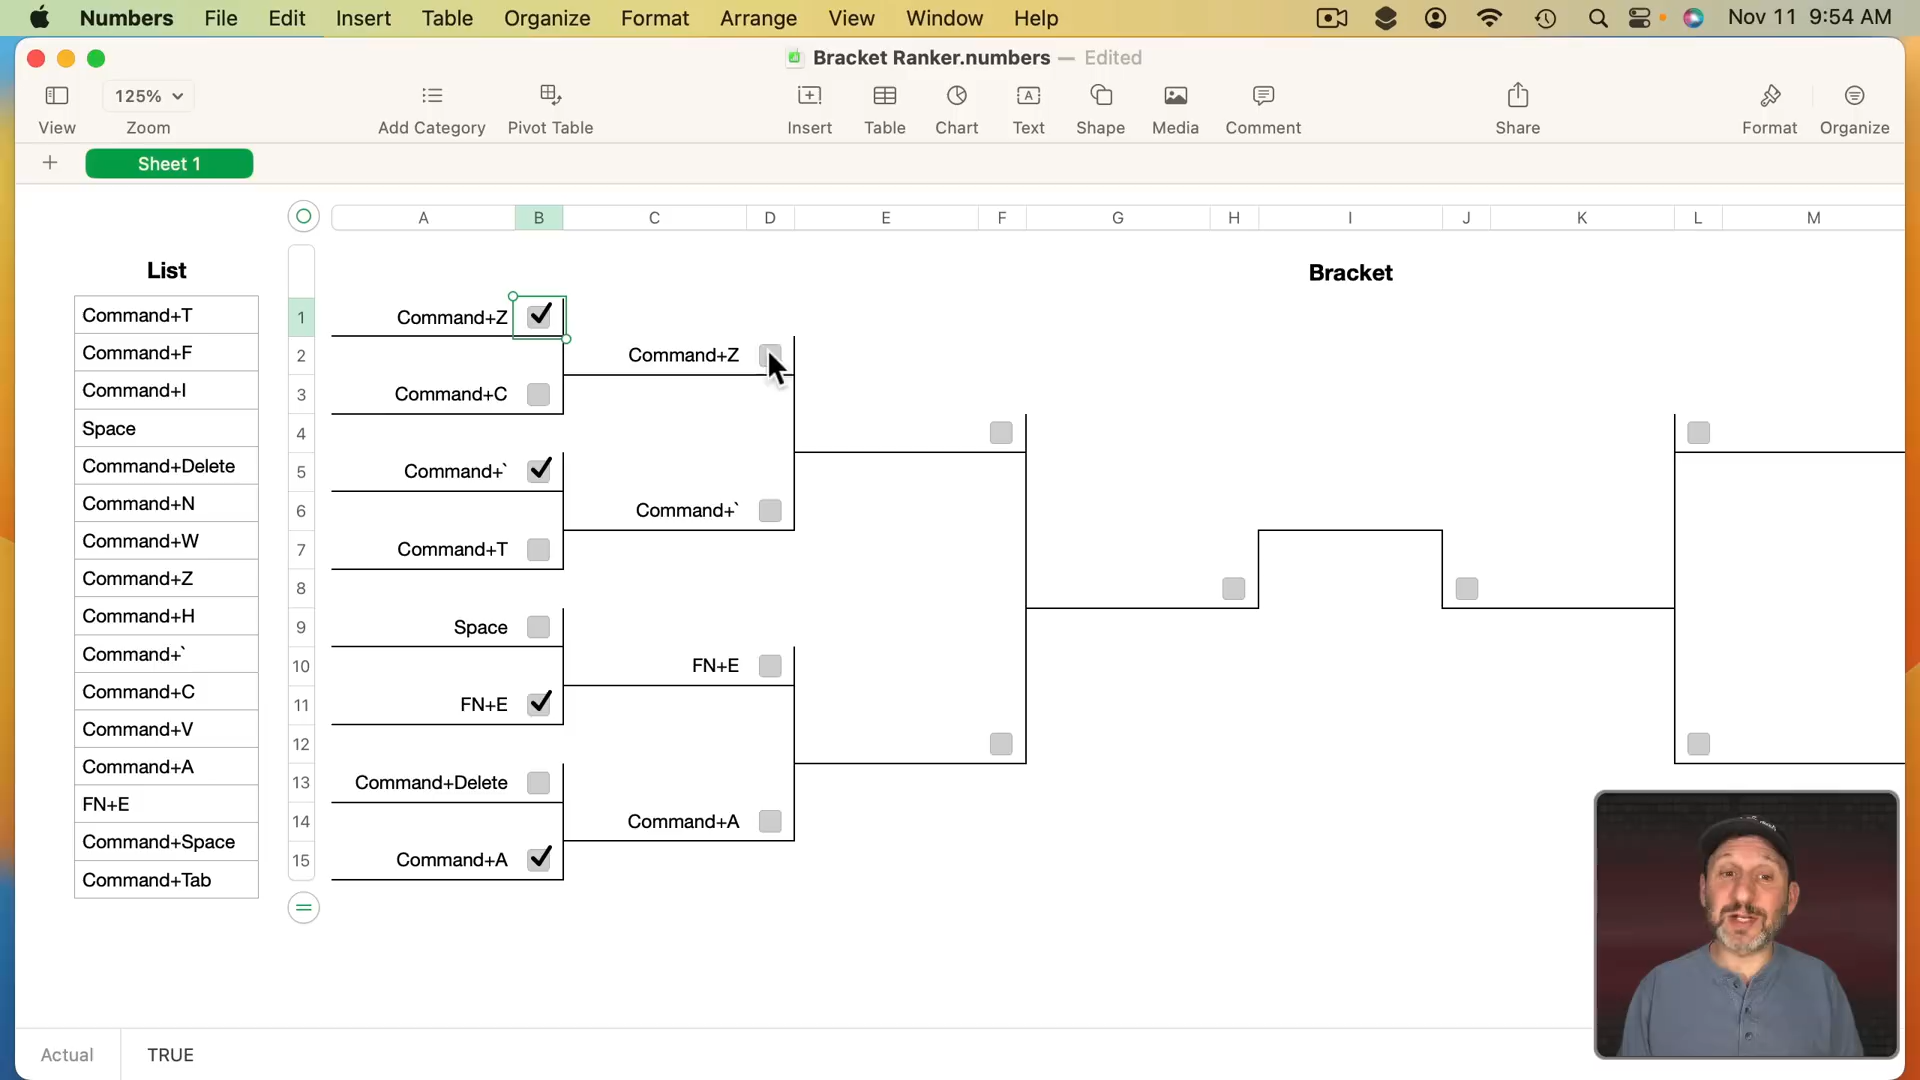 Numbers File Edit Insert Table Organize Format Arrange View Window Help Nov 11 9:54 AM
Bracket Ranker.numbers — Edited
125%
View Zoom Add Category Pivot Table Insert Table Chart Text Shape Media Comment Share Format Organize
Sheet 1
A B C D E F G H I J K L M
List
Bracket
Command+T
Command+F
Command+I
Space
Command+Delete
Command+N
Command+W
Command+Z
Command+H
Command+`
Command+C
Command+V
Command+A
FN+E
Command+Space
Command+Tab
1 Command+Z
2 Command+Z
3 Command+C
4
5 Command+`
6 Command+`
7 Command+T
8
9 Space
10 FN+E
11 FN+E
12
13 Command+Delete
14 Command+A
15 Command+A
Actual TRUE